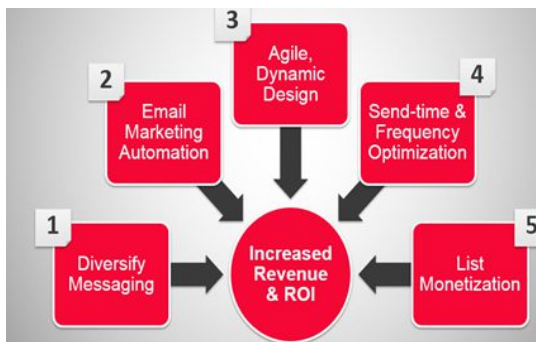 1
Diversify
Messaging
2
Email
Marketing
Automation
3
Agile,
Dynamic
Design
4
Send-time &
Frequency
Optimization
5
List
Monetization
Increased
Revenue
& ROI